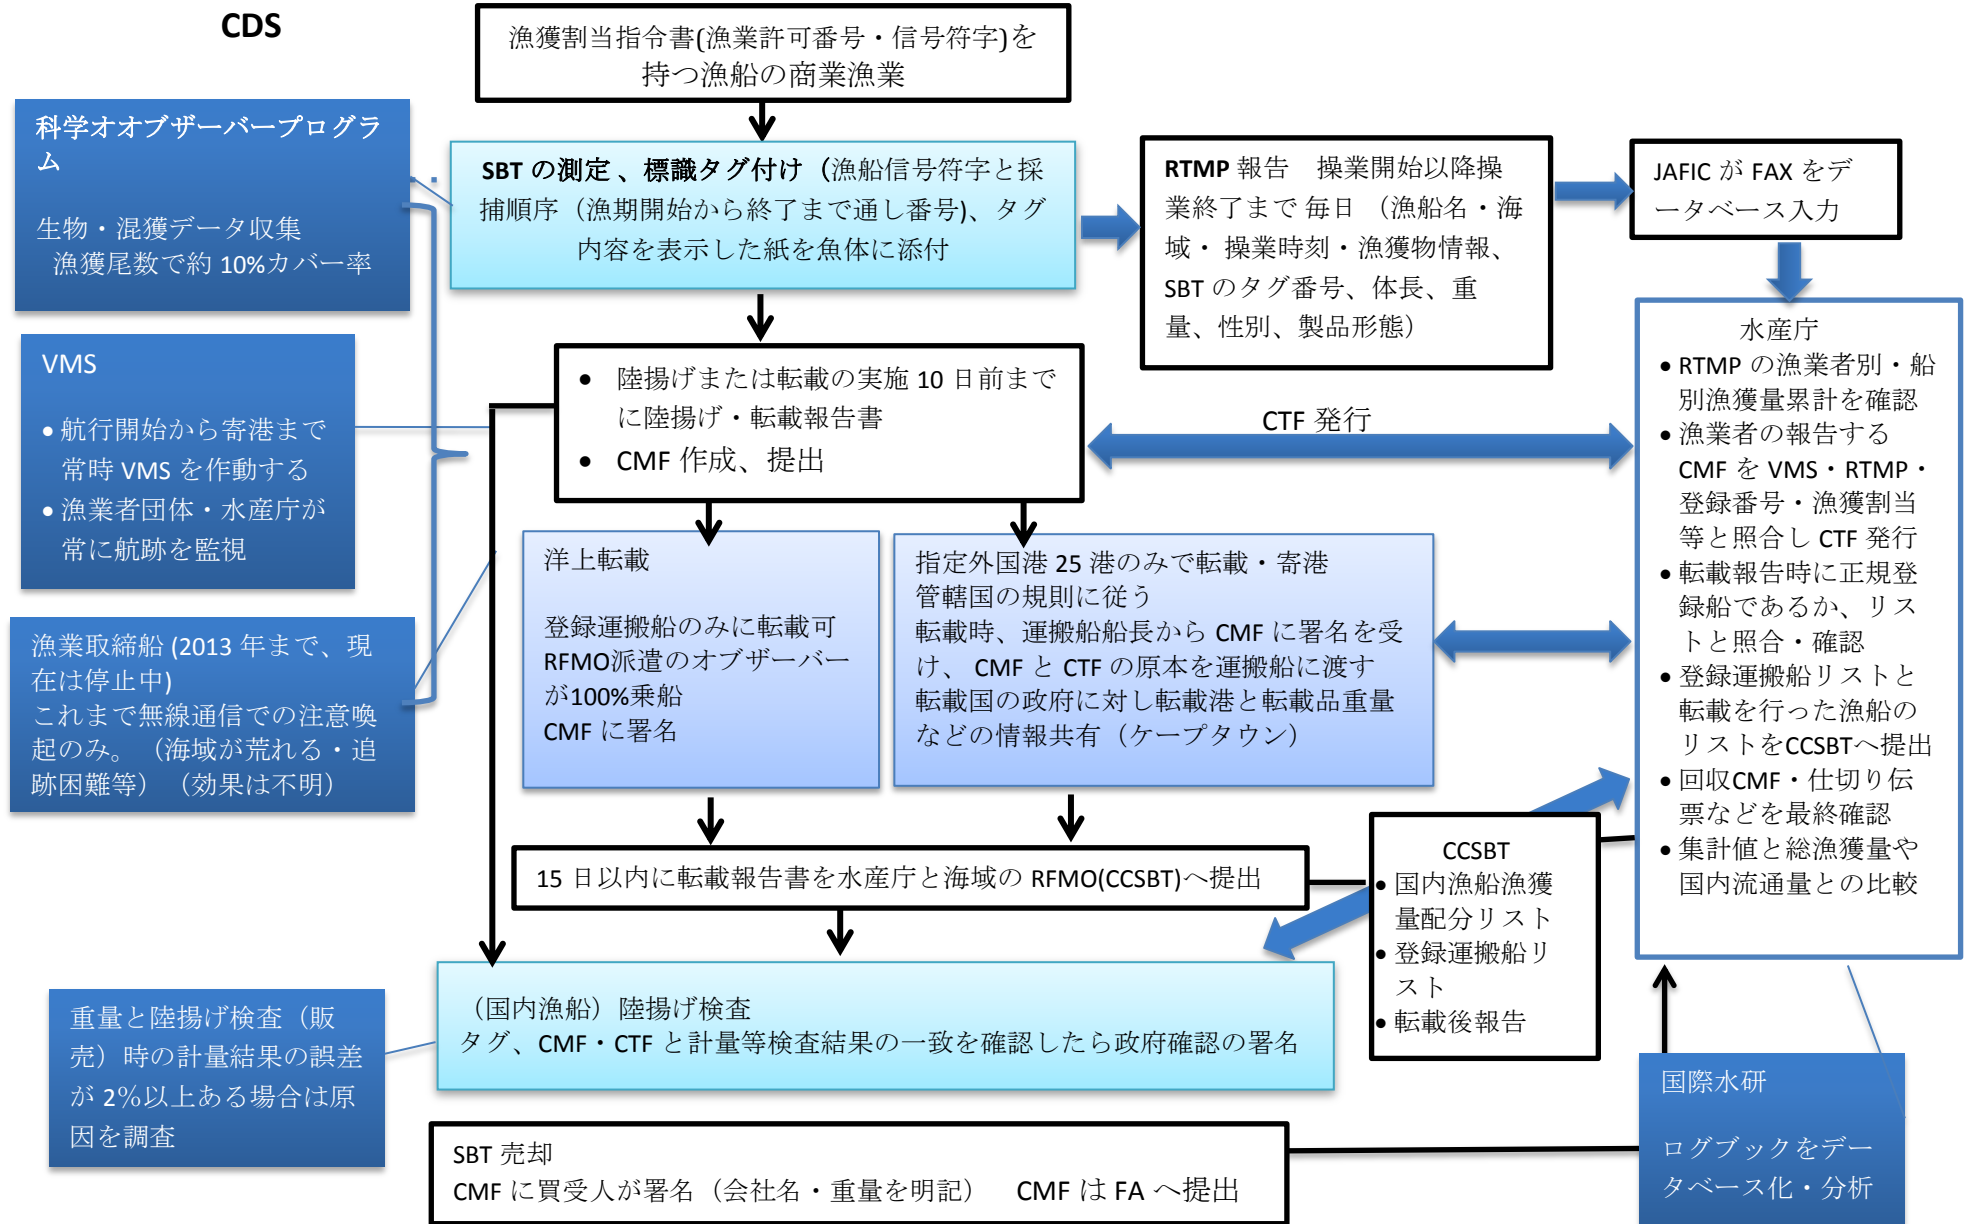 CDS
漁獲割当指令書(漁業許可番号・信号符字)を
持つ漁船の商業漁業
科学オオブザーバープログラ
ム
生物・混獲データ収集
漁獲尾数で約 10%カバー率
SBT の測定 、標識タグ付け（漁船信号符字と採
捕順序（漁期開始から終了まで通し番号)、タグ
内容を表示した紙を魚体に添付
RTMP 報告　操業開始以降操
業終了まで 毎日 （漁船名・海
域・ 操業時刻・漁獲物情報、
SBT のタグ番号、体長、重
量、性別、製品形態）
JAFIC が FAX をデ
ータベース入力
VMS
• 航行開始から寄港まで
常時 VMS を作動する
• 漁業者団体・水産庁が
常に航跡を監視
• 陸揚げまたは転載の実施 10 日前まで
に陸揚げ・転載報告書
• CMF 作成、提出
CTF 発行
水産庁
• RTMP の漁業者別・船
別漁獲量累計を確認
• 漁業者の報告する
CMF を VMS・RTMP・
登録番号・漁獲割当
等と照合し CTF 発行
• 転載報告時に正規登
録船であるか、リス
トと照合・確認
• 登録運搬船リストと
転載を行った漁船の
リストをCCSBTへ提出
• 回収CMF・仕切り伝
票などを最終確認
• 集計値と総漁獲量や
国内流通量との比較
漁業取締船 (2013 年まで、現
在は停止中)
これまで無線通信での注意喚
起のみ。（海域が荒れる・追
跡困難等）（効果は不明）
洋上転載
登録運搬船のみに転載可
RFMO派遣のオブザーバー
が100%乗船
CMF に署名
指定外国港 25 港のみで転載・寄港
管轄国の規則に従う
転載時、運搬船船長から CMF に署名を受
け、 CMF と CTF の原本を運搬船に渡す
転載国の政府に対し転載港と転載品重量
などの情報共有（ケープタウン）
15 日以内に転載報告書を水産庁と海域の RFMO(CCSBT)へ提出
CCSBT
• 国内漁船漁獲
量配分リスト
• 登録運搬船リ
スト
• 転載後報告
（国内漁船）陸揚げ検査
タグ、CMF・CTF と計量等検査結果の一致を確認したら政府確認の署名
重量と陸揚げ検査（販
売）時の計量結果の誤差
が 2％以上ある場合は原
因を調査
SBT 売却
CMF に買受人が署名（会社名・重量を明記）　CMF は FA へ提出
国際水研
ログブックをデー
タベース化・分析